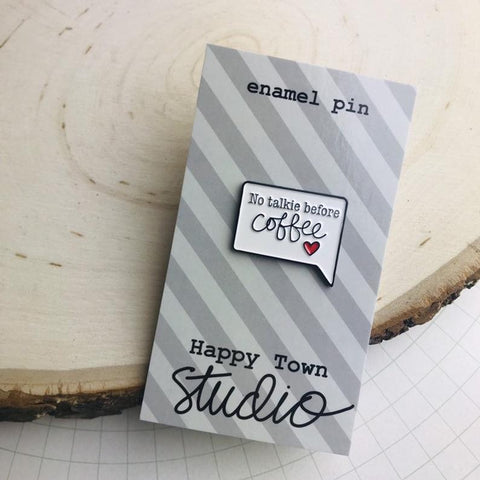 enamel pin
No talkie before
coffee
Happy Town
Studio